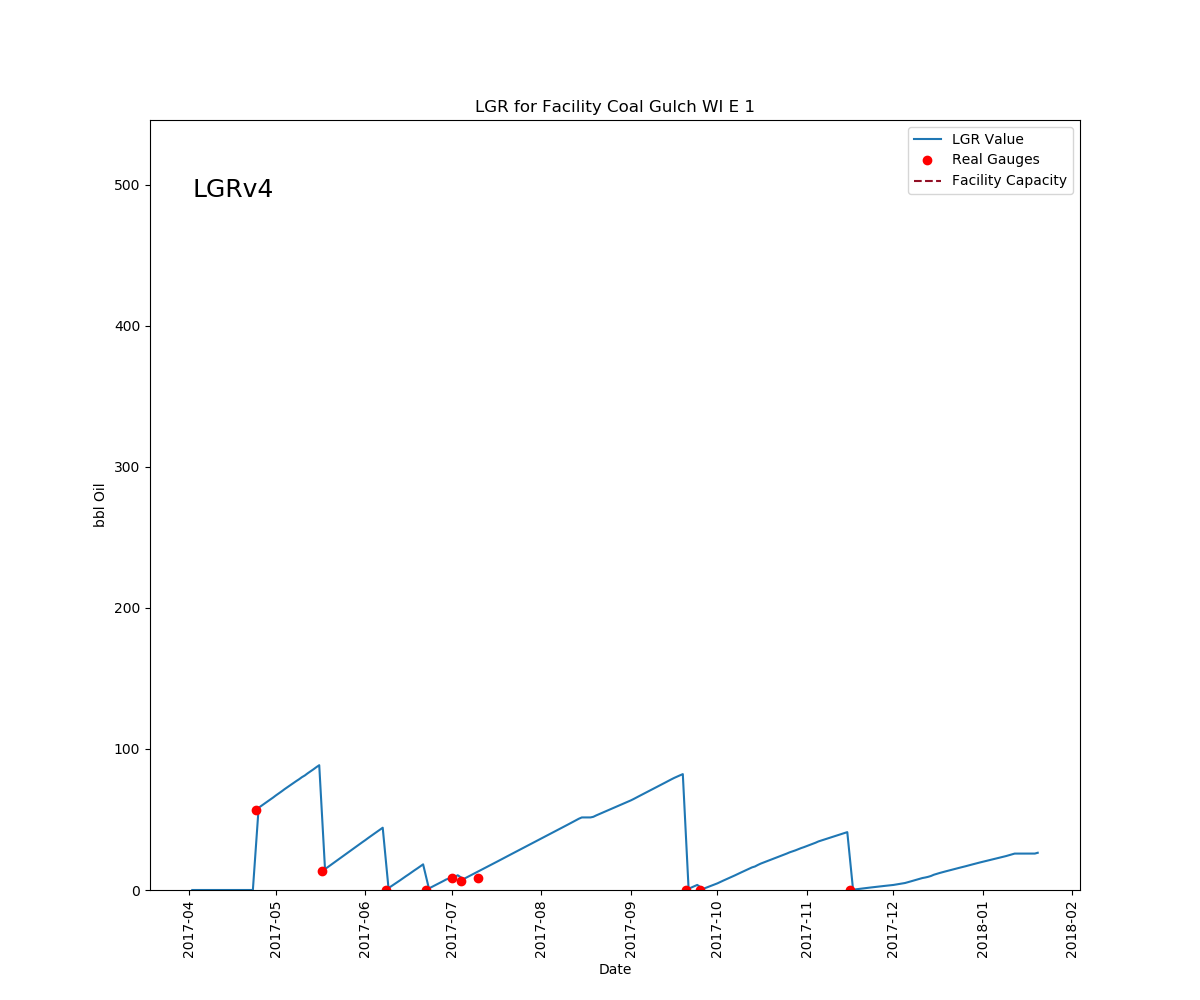 LGR for Facility Coal Gulch WI E 1
LGRv4
LGR Value
Real Gauges
Facility Capacity
500
400
300
200
100
0
bbl Oil
2017-04
2017-05
2017-06
2017-07
2017-08
2017-09
2017-10
2017-11
2017-12
2018-01
2018-02
Date